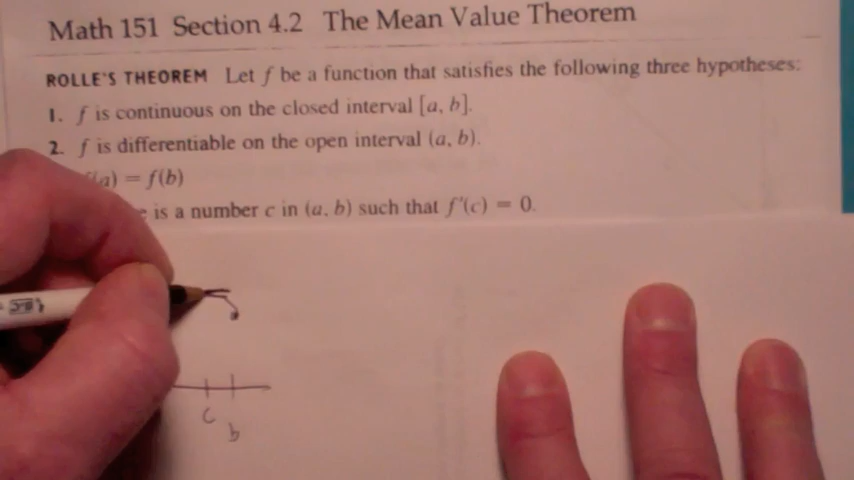 Math 151 Section 4.2 The Mean Value Theorem
ROLLE'S THEOREM Let f be a function that satisfies the following three hypotheses:
1. f is continuous on the closed interval [a, b].
2. f is differentiable on the open interval (a, b).
(a) = f(b)
is a number c in (a, b) such that f'(c) = 0.
c
b